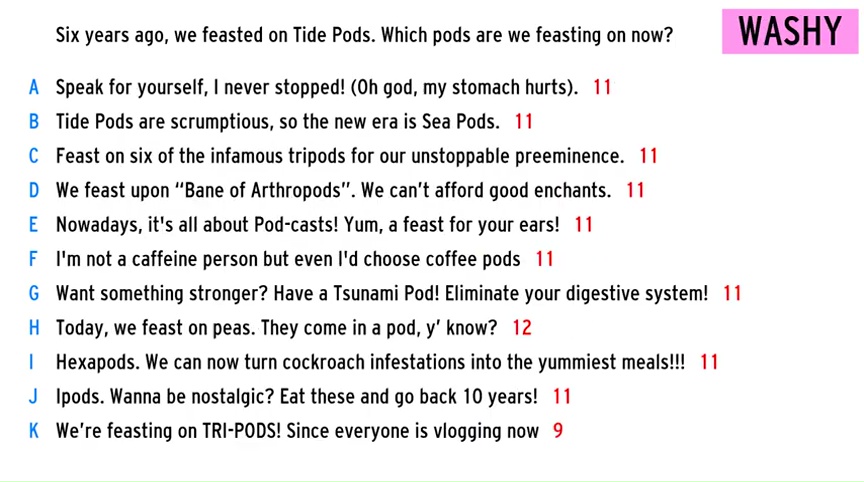 Six years ago, we feasted on Tide Pods. Which pods are we feasting on now?
WASHY
A Speak for yourself, I never stopped! (Oh god, my stomach hurts). 11
B Tide Pods are scrumptious, so the new era is Sea Pods. 11
C Feast on six of the infamous tripods for our unstoppable preeminence. 11
D We feast upon “Bane of Arthropods”. We can’t afford good enchants. 11
E Nowadays, it's all about Pod-casts! Yum, a feast for your ears! 11
F I'm not a caffeine person but even I'd choose coffee pods 11
G Want something stronger? Have a Tsunami Pod! Eliminate your digestive system! 11
H Today, we feast on peas. They come in a pod, y’ know? 12
I Hexapods. We can now turn cockroach infestations into the yummiest meals!!! 11
J Ipods. Wanna be nostalgic? Eat these and go back 10 years! 11
K We’re feasting on TRI-PODS! Since everyone is vlogging now 9